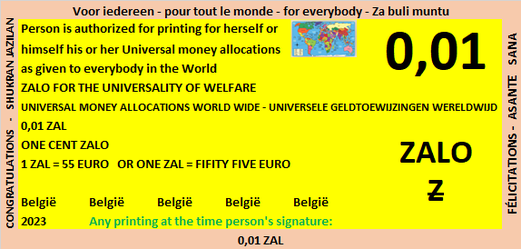 Voor iedereen - pour tout le monde - for everybody - Za buli muntu
CONGRATULATIONS - SHUKRAN JAZILAN
Person is authorized for printing for herself or
himself his or her Universal money allocations
as given to everybody in the World
ZALO FOR THE UNIVERSALITY OF WELFARE
UNIVERSAL MONEY ALLOCATIONS WORLD WIDE - UNIVERSELE GELDTOEWIJZINGEN WERELDWIJD
0,01 ZAL
ONE CENT ZALO
1 ZAL = 55 EURO OR ONE ZAL = FIFITY FIVE EURO
België België België België België
2023 Any printing at the time person's signature:
0,01
ZALO
Ƶ
FÉLICITATIONS - ASANTE SANA
0,01 ZAL